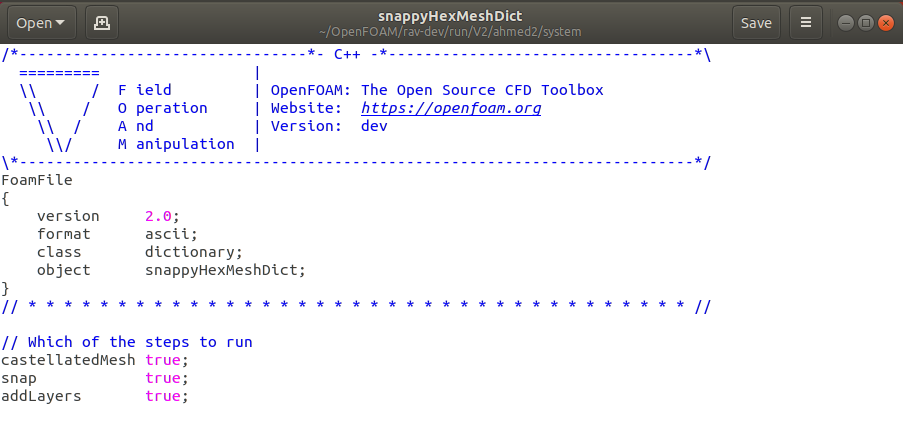 Open snappyHexMeshDict Save
~/OpenFOAM/rav-dev/run/V2/ahmed2/system
/*--------------------------------*- C++ -*----------------------------------*\
  =========                 |
  \\      /  F ield         | OpenFOAM: The Open Source CFD Toolbox
   \\    /   O peration     | Website:  https://openfoam.org
    \\  /    A nd           | Version:  dev
     \\/     M anipulation  |
\*---------------------------------------------------------------------------*/
FoamFile
{
    version     2.0;
    format      ascii;
    class       dictionary;
    object      snappyHexMeshDict;
}
// * * * * * * * * * * * * * * * * * * * * * * * * * * * * * * * * * * * * * //
// Which of the steps to run
castellatedMesh true;
snap            true;
addLayers       true;